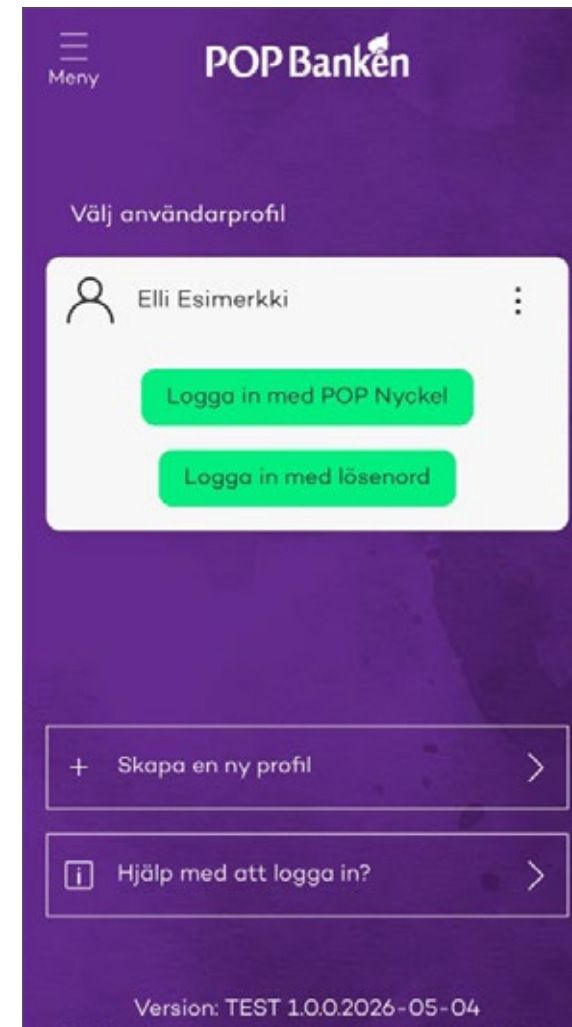 Meny
POP Banken
Välj användarprofil
Elli Esimerkki
Logga in med POP Nyckel
Logga in med lösenord
+ Skapa en ny profil
Hjälp med att logga in?
Version: TEST 1.0.0.2026-05-04